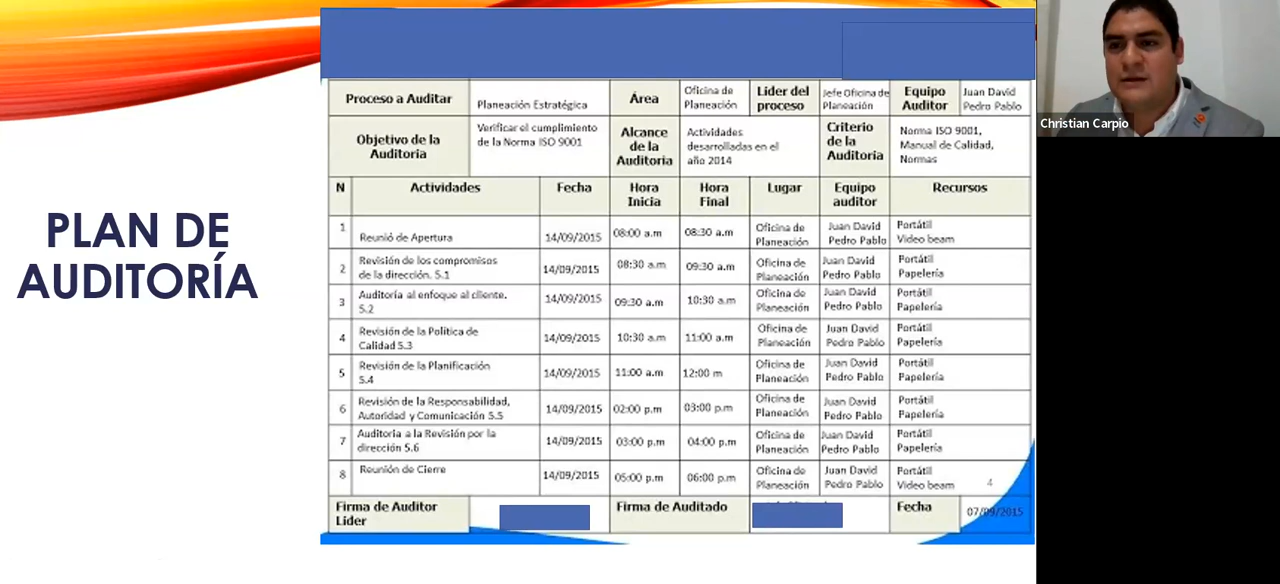 PLAN DE
AUDITORÍA
Proceso a Auditar
Planeación Estratégica
Área
Oficina de
Planeación
Lider del
proceso
Jefe Oficina de
Planeación
Equipo
Auditor
Juan David
Pedro Pablo
Objetivo de la
Auditoria
Verificar el cumplimiento
de la Norma ISO 9001
Alcance
de la
Auditoria
Actividades
desarrolladas en el
año 2014
Criterio
de la
Auditoria
Norma ISO 9001,
Manual de Calidad,
Normas
N
Actividades
Fecha
Hora
Inicia
Hora
Final
Lugar
Equipo
auditor
Recursos
1
Reunió de Apertura
14/09/2015
08:00 a.m
08:30 a.m
Oficina de
Planeación
Juan David
Pedro Pablo
Portátil
Video beam
2
Revisión de los compromisos
de la dirección. 5.1
14/09/2015
08:30 a.m
09:30 a.m
Oficina de
Planeación
Juan David
Pedro Pablo
Portátil
Papelería
3
Auditoría al enfoque al cliente.
5.2
14/09/2015
09:30 a.m
10:30 a.m
Oficina de
Planeación
Juan David
Pedro Pablo
Portátil
Papelería
4
Revisión de la Política de
Calidad 5.3
14/09/2015
10:30 a.m
11:00 a.m
Oficina de
Planeación
Juan David
Pedro Pablo
Portátil
Papelería
5
Revisión de la Planificación
5.4
14/09/2015
11:00 a.m
12:00 m
Oficina de
Planeación
Juan David
Pedro Pablo
Portátil
Papelería
6
Revisión de la Responsabilidad,
Autoridad y Comunicación 5.5
14/09/2015
02:00 p.m
03:00 p.m
Oficina de
Planeación
Juan David
Pedro Pablo
Portátil
Papelería
7
Auditoria a la Revisión por la
dirección 5.6
14/09/2015
03:00 p.m
04:00 p.m
Oficina de
Planeación
Juan David
Pedro Pablo
Portátil
Papelería
8
Reunión de Cierre
14/09/2015
05:00 p.m
06:00 p.m
Oficina de
Planeación
Juan David
Pedro Pablo
Portátil
Video beam
4
Firma de Auditor
Lider
Firma de Auditado
Fecha
07/09/2015
Christian Carpio